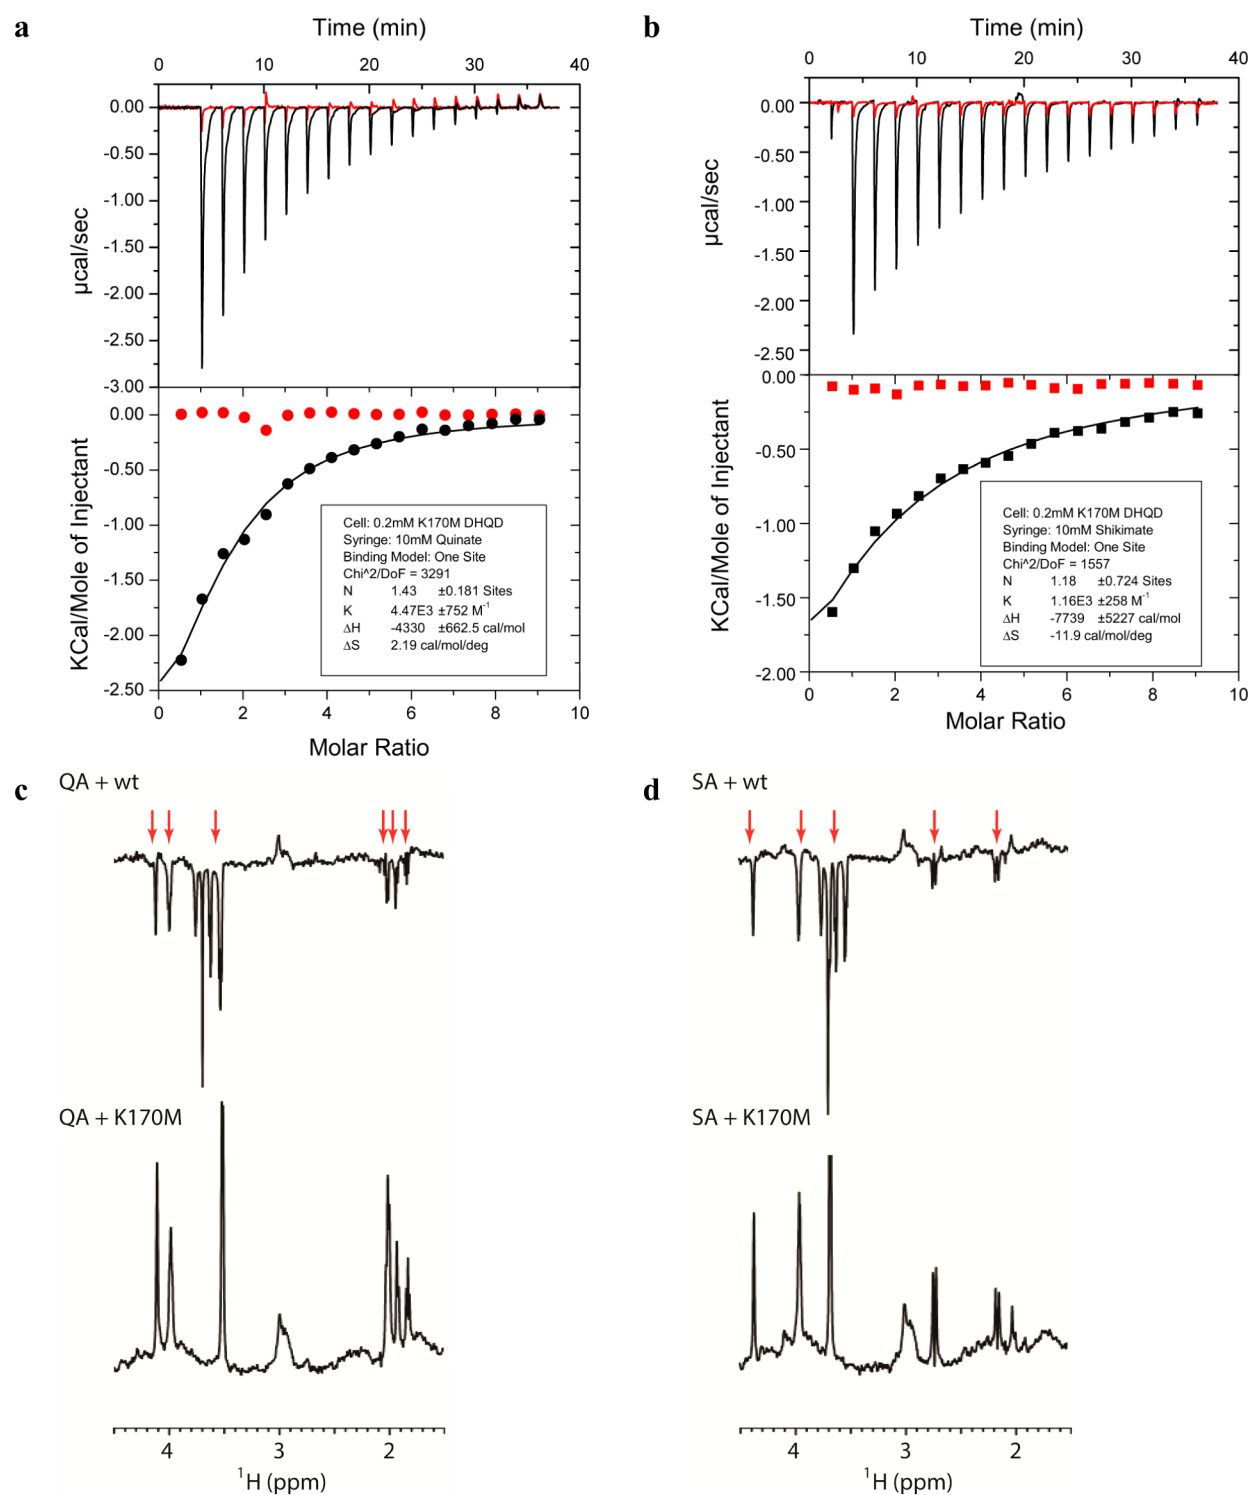 a
Time (min)
0 10 20 30 40
0.00
-0.50
-1.00
-1.50
-2.00
-2.50
-3.00
µcal/sec
0.00
-0.50
-1.00
-1.50
-2.00
-2.50
KCal/Mole of Injectant
Cell: 0.2mM K170M DHQD
Syringe: 10mM Quinate
Binding Model: One Site
Chi^2/DoF = 3291
N 1.43 ±0.181 Sites
K 4.47E3 ±752 M⁻¹
ΔH -4330 ±662.5 cal/mol
ΔS 2.19 cal/mol/deg
0 2 4 6 8 10
Molar Ratio
b
Time (min)
0 10 20 30 40
0.00
-0.50
-1.00
-1.50
-2.00
-2.50
µcal/sec
0.00
-0.50
-1.00
-1.50
-2.00
KCal/Mole of Injectant
Cell: 0.2mM K170M DHQD
Syringe: 10mM Shikimate
Binding Model: One Site
Chi^2/DoF = 1557
N 1.18 ±0.724 Sites
K 1.16E3 ±258 M⁻¹
ΔH -7739 ±5227 cal/mol
ΔS -11.9 cal/mol/deg
0 2 4 6 8 10
Molar Ratio
c
QA + wt
QA + K170M
4 3 2
¹H (ppm)
d
SA + wt
SA + K170M
4 3 2
¹H (ppm)